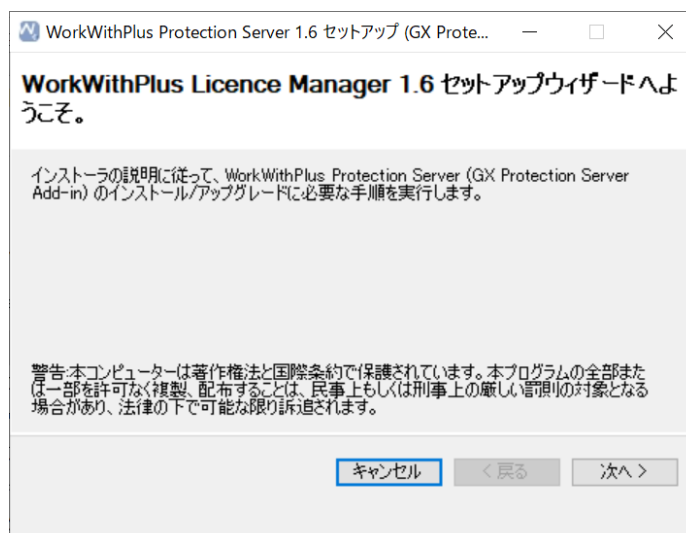 WorkWithPlus Protection Server 1.6 セットアップ (GX Prote...
WorkWithPlus Licence Manager 1.6 セットアップウィザードへよ
うこそ。
インストーラの説明に従って、WorkWithPlus Protection Server (GX Protection Server
Add-in) のインストール/アップグレードに必要な手順を実行します。
警告:本コンピューターは著作権法と国際条約で保護されています。本プログラムの全部また
は一部を許可なく複製、配布することは、民事上もしくは刑事上の厳しい罰則の対象となる
場合があり、法律の下で可能な限り訴追されます。
キャンセル < 戻る 次へ >